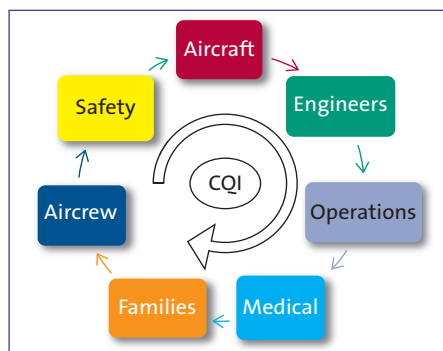 Aircraft
Engineers
Operations
Medical
Families
Aircrew
Safety
CQI